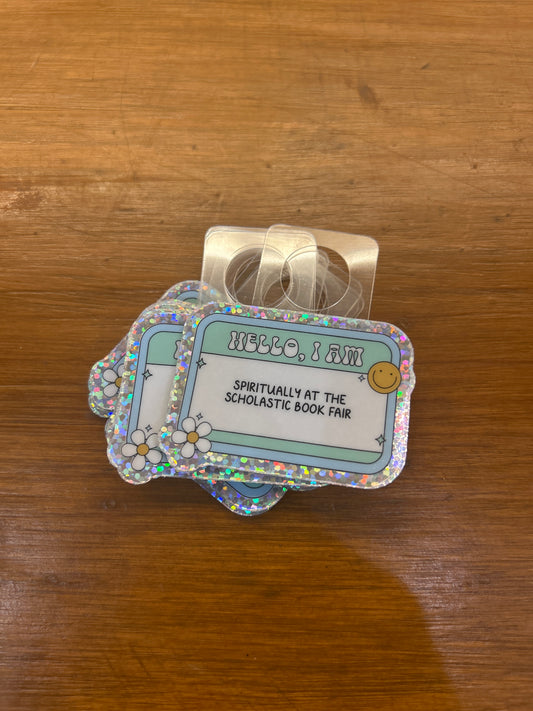 HELLO, I AM
SPIRITUALLY AT THE
SCHOLASTIC BOOK FAIR